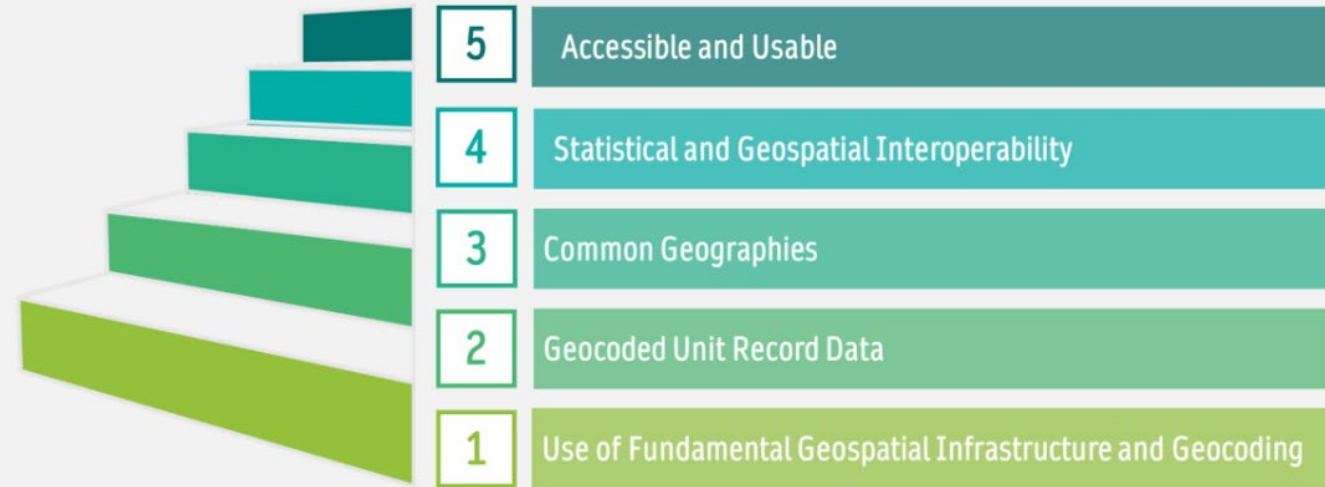 5 Accessible and Usable
4 Statistical and Geospatial Interoperability
3 Common Geographies
2 Geocoded Unit Record Data
1 Use of Fundamental Geospatial Infrastructure and Geocoding